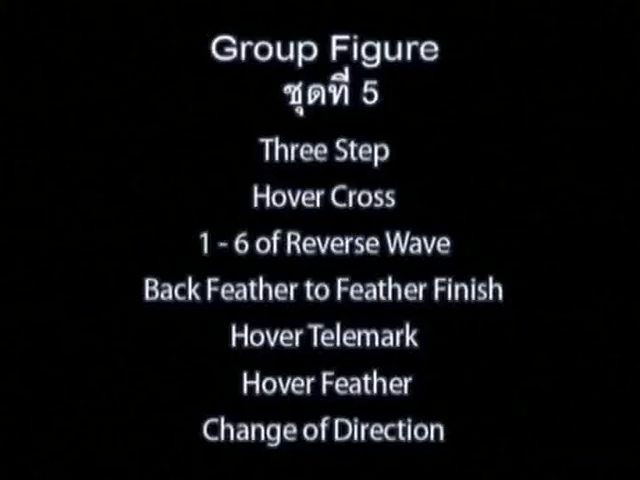 Group Figure
ชุดที่ 5
Three Step
Hover Cross
1 - 6 of Reverse Wave
Back Feather to Feather Finish
Hover Telemark
Hover Feather
Change of Direction